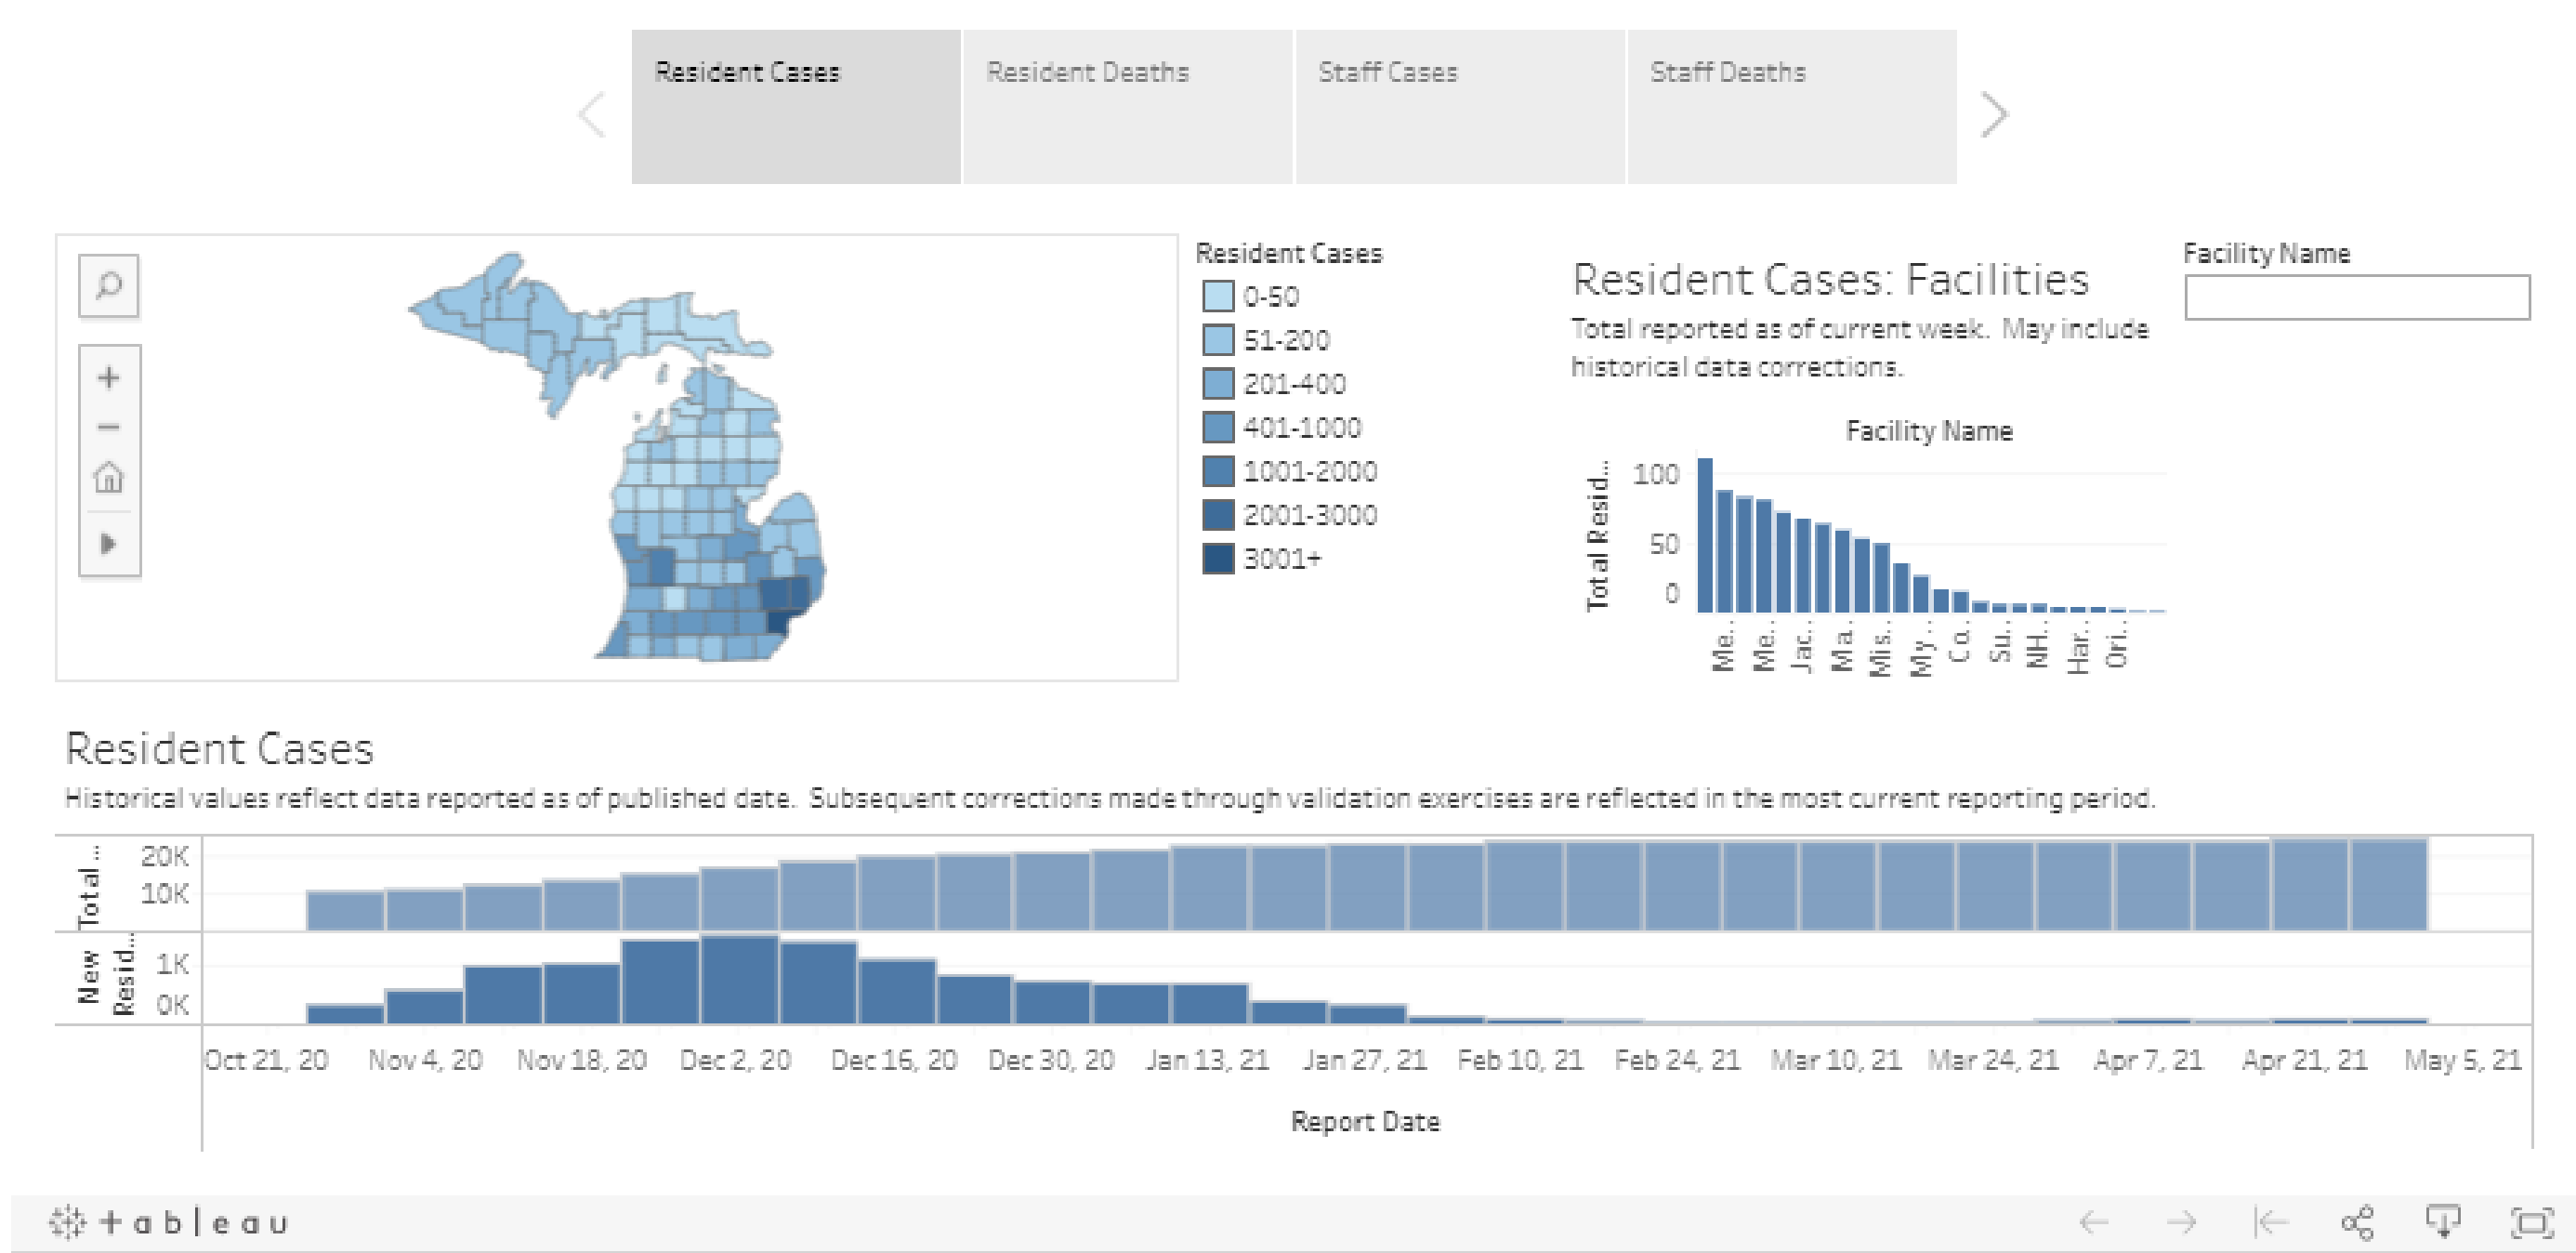 Resident Cases
Resident Deaths
Staff Cases
Staff Deaths
Resident Cases
0-50
51-200
201-400
401-1000
1001-2000
2001-3000
3001+
Resident Cases: Facilities
Total reported as of current week. May include
historical data corrections.
Facility Name
Facility Name
Total Resid...
100
50
0
Me..
Me..
Jac..
Ma..
Mis..
My ..
Co..
Su..
NH..
Har..
Ori..
Resident Cases
Historical values reflect data reported as of published date. Subsequent corrections made through validation exercises are reflected in the most current reporting period.
Total ...
20K
10K
New
Resid...
1K
0K
Oct 21, 20 Nov 4, 20 Nov 18, 20 Dec 2, 20 Dec 16, 20 Dec 30, 20 Jan 13, 21 Jan 27, 21 Feb 10, 21 Feb 24, 21 Mar 10, 21 Mar 24, 21 Apr 7, 21 Apr 21, 21 May 5, 21
Report Date
+ableau